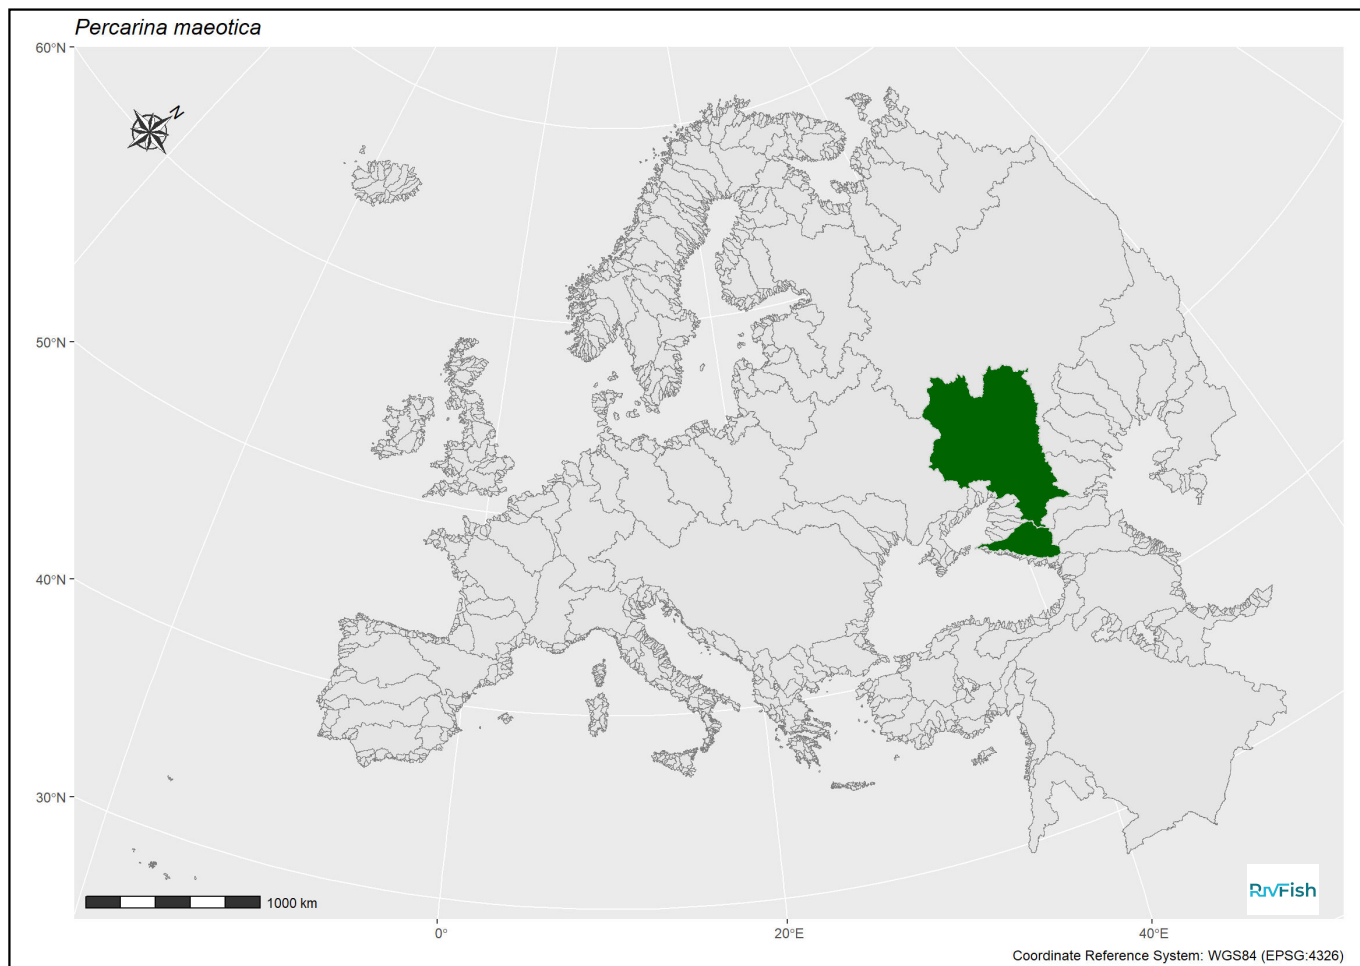 Percarina maeotica
60°N
N
50°N
40°N
30°N
1000 km
RivFish
0°
20°E
40°E
Coordinate Reference System: WGS84 (EPSG:4326)